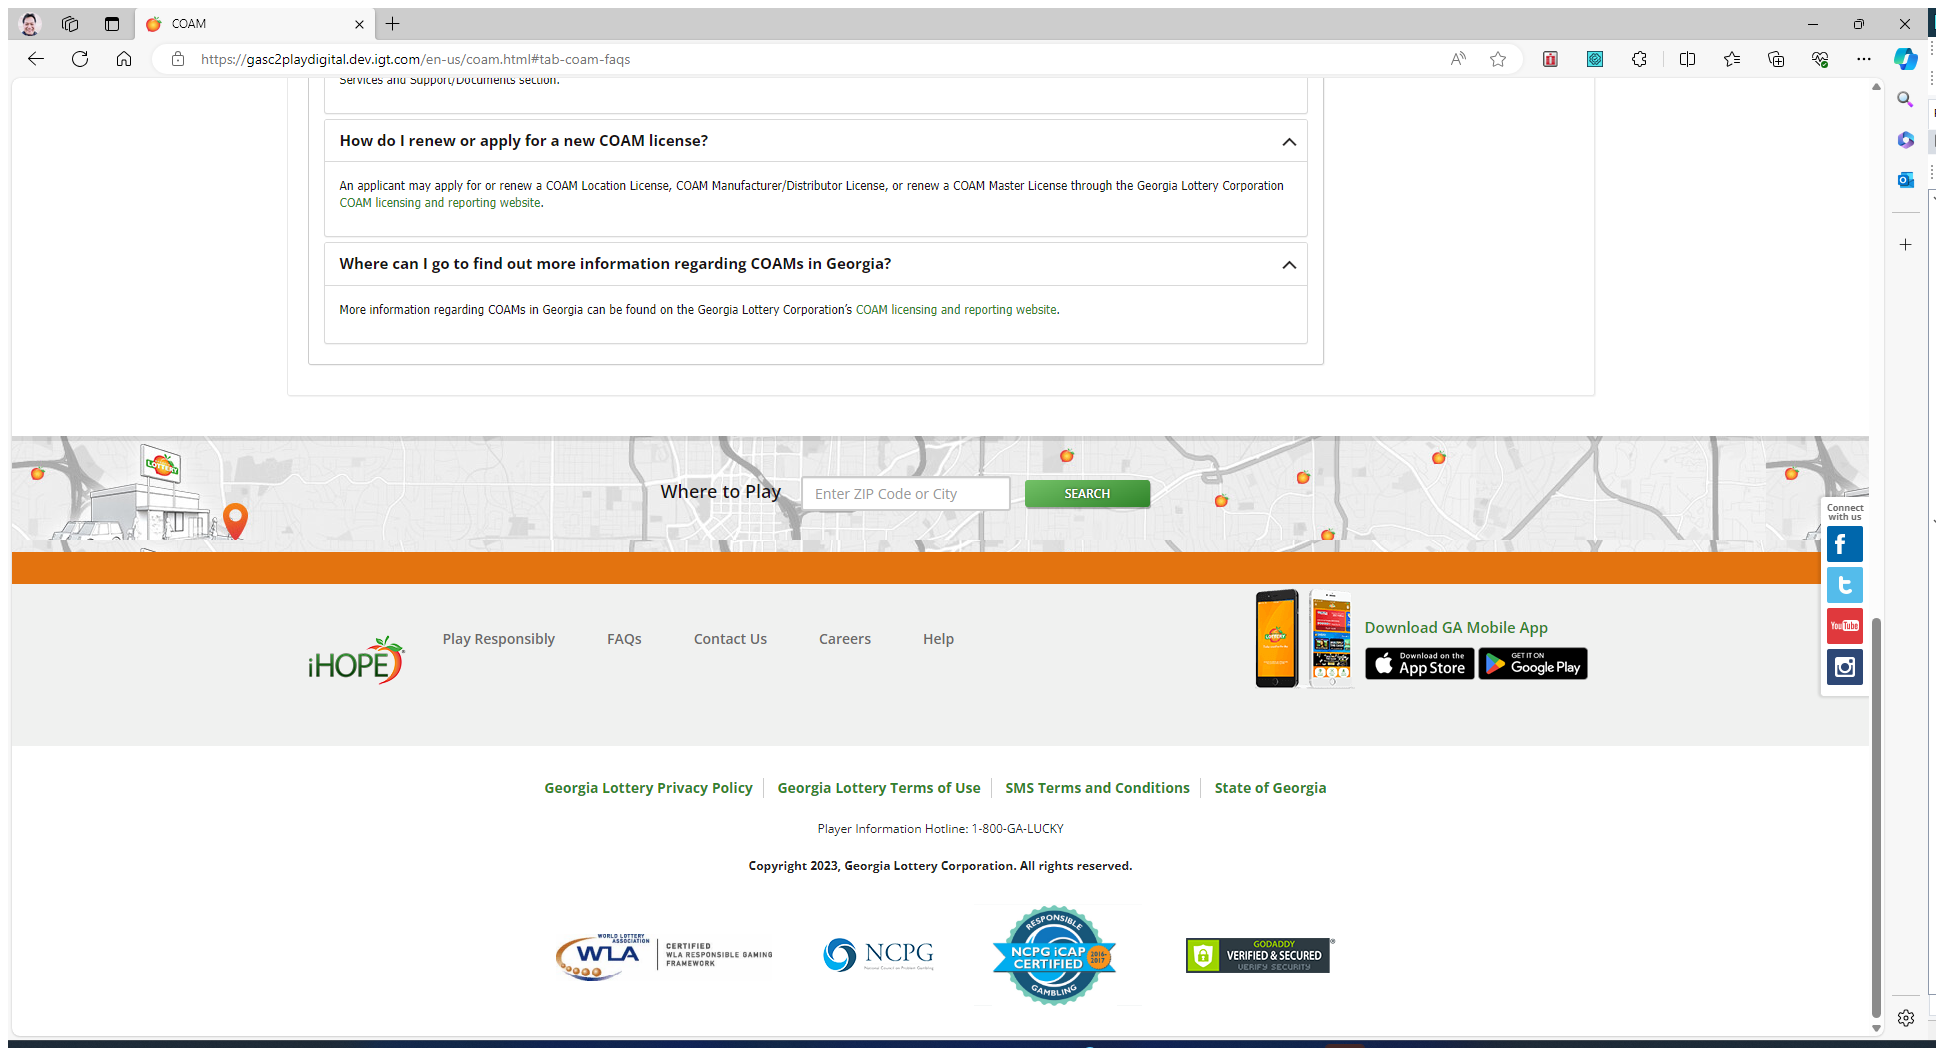 COAM
https://gasc2playdigital.dev.igt.com/en-us/coam.html#tab-coam-faqs
Services and Support/Documents section.
How do I renew or apply for a new COAM license?
An applicant may apply for or renew a COAM Location License, COAM Manufacturer/Distributor License, or renew a COAM Master License through the Georgia Lottery Corporation
COAM licensing and reporting website.
Where can I go to find out more information regarding COAMs in Georgia?
More information regarding COAMs in Georgia can be found on the Georgia Lottery Corporation’s COAM licensing and reporting website.
LOTTERY
Where to Play
Enter ZIP Code or City
SEARCH
Connect
with us
You Tube
iHOPE
Play Responsibly
FAQs
Contact Us
Careers
Help
Download GA Mobile App
Download on the
App Store
GET IT ON
Google Play
Georgia Lottery Privacy Policy
Georgia Lottery Terms of Use
SMS Terms and Conditions
State of Georgia
Player Information Hotline: 1-800-GA-LUCKY
Copyright 2023, Georgia Lottery Corporation. All rights reserved.
WORLD LOTTERY
ASSOCIATION
WLA
CERTIFIED
WLA RESPONSIBLE GAMING
FRAMEWORK
NCPG
National Council on Problem Gambling
RESPONSIBLE
NCPG iCAP
CERTIFIED
2016-
2017
GAMBLING
GODADDY
VERIFIED & SECURED
VERIFY SECURITY